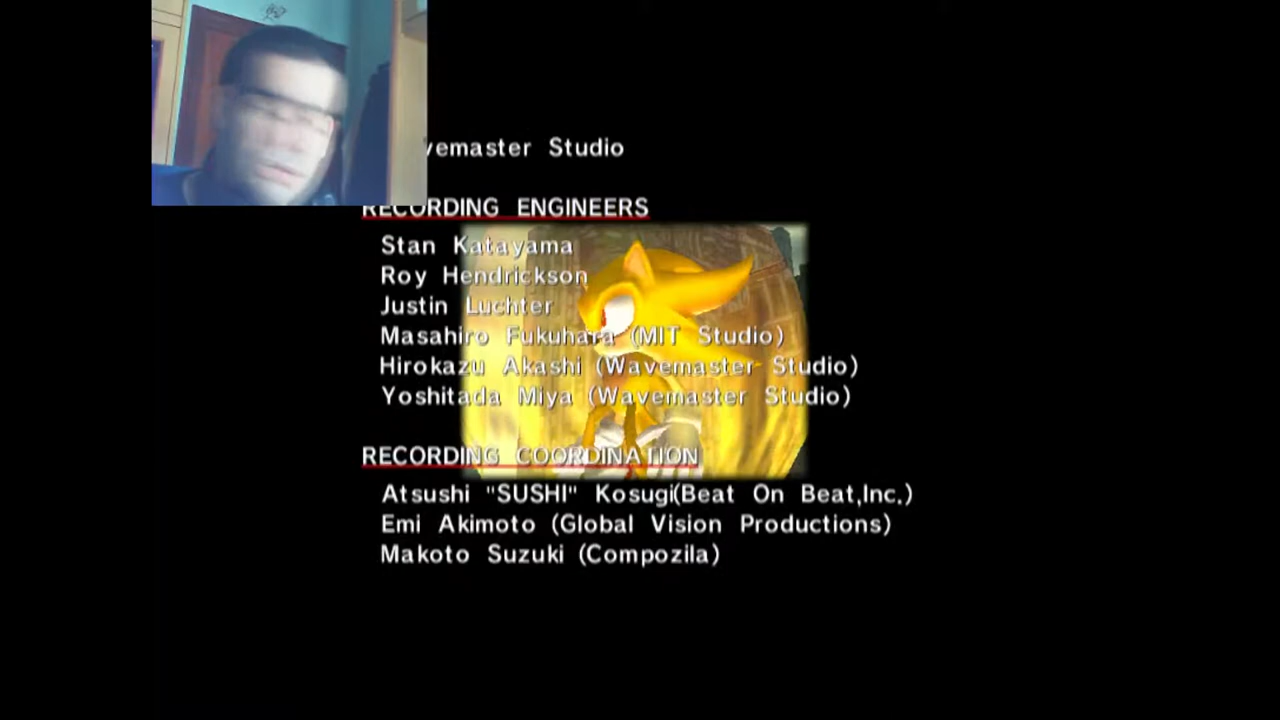 Studio
RECORDING ENGINEERS
Stan Katayama
Roy Hendrickson
Justin Luchter
Masahiro Fukuhara (MIT Studio)
Hirokazu Akashi (Wavemaster Studio)
Yoshitada Miya (Wavemaster Studio)
RECORDING COORDINATION
Atsushi "SUSHI" Kosugi(Beat On Beat,Inc.)
Emi Akimoto (Global Vision Productions)
Makoto Suzuki (Compozila)